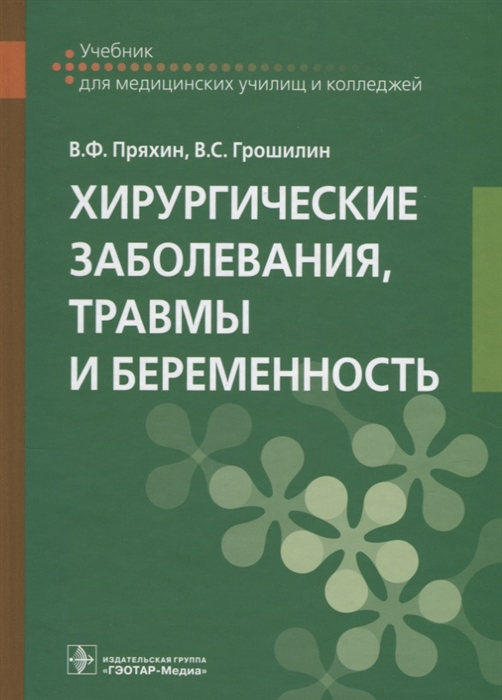 Учебник
для медицинских училищ и колледжей
В.Ф. Пряхин, В.С. Грошилин
ХИРУРГИЧЕСКИЕ
ЗАБОЛЕВАНИЯ,
ТРАВМЫ
И БЕРЕМЕННОСТЬ
ИЗДАТЕЛЬСКАЯ ГРУППА
«ГЭОТАР-Медиа»